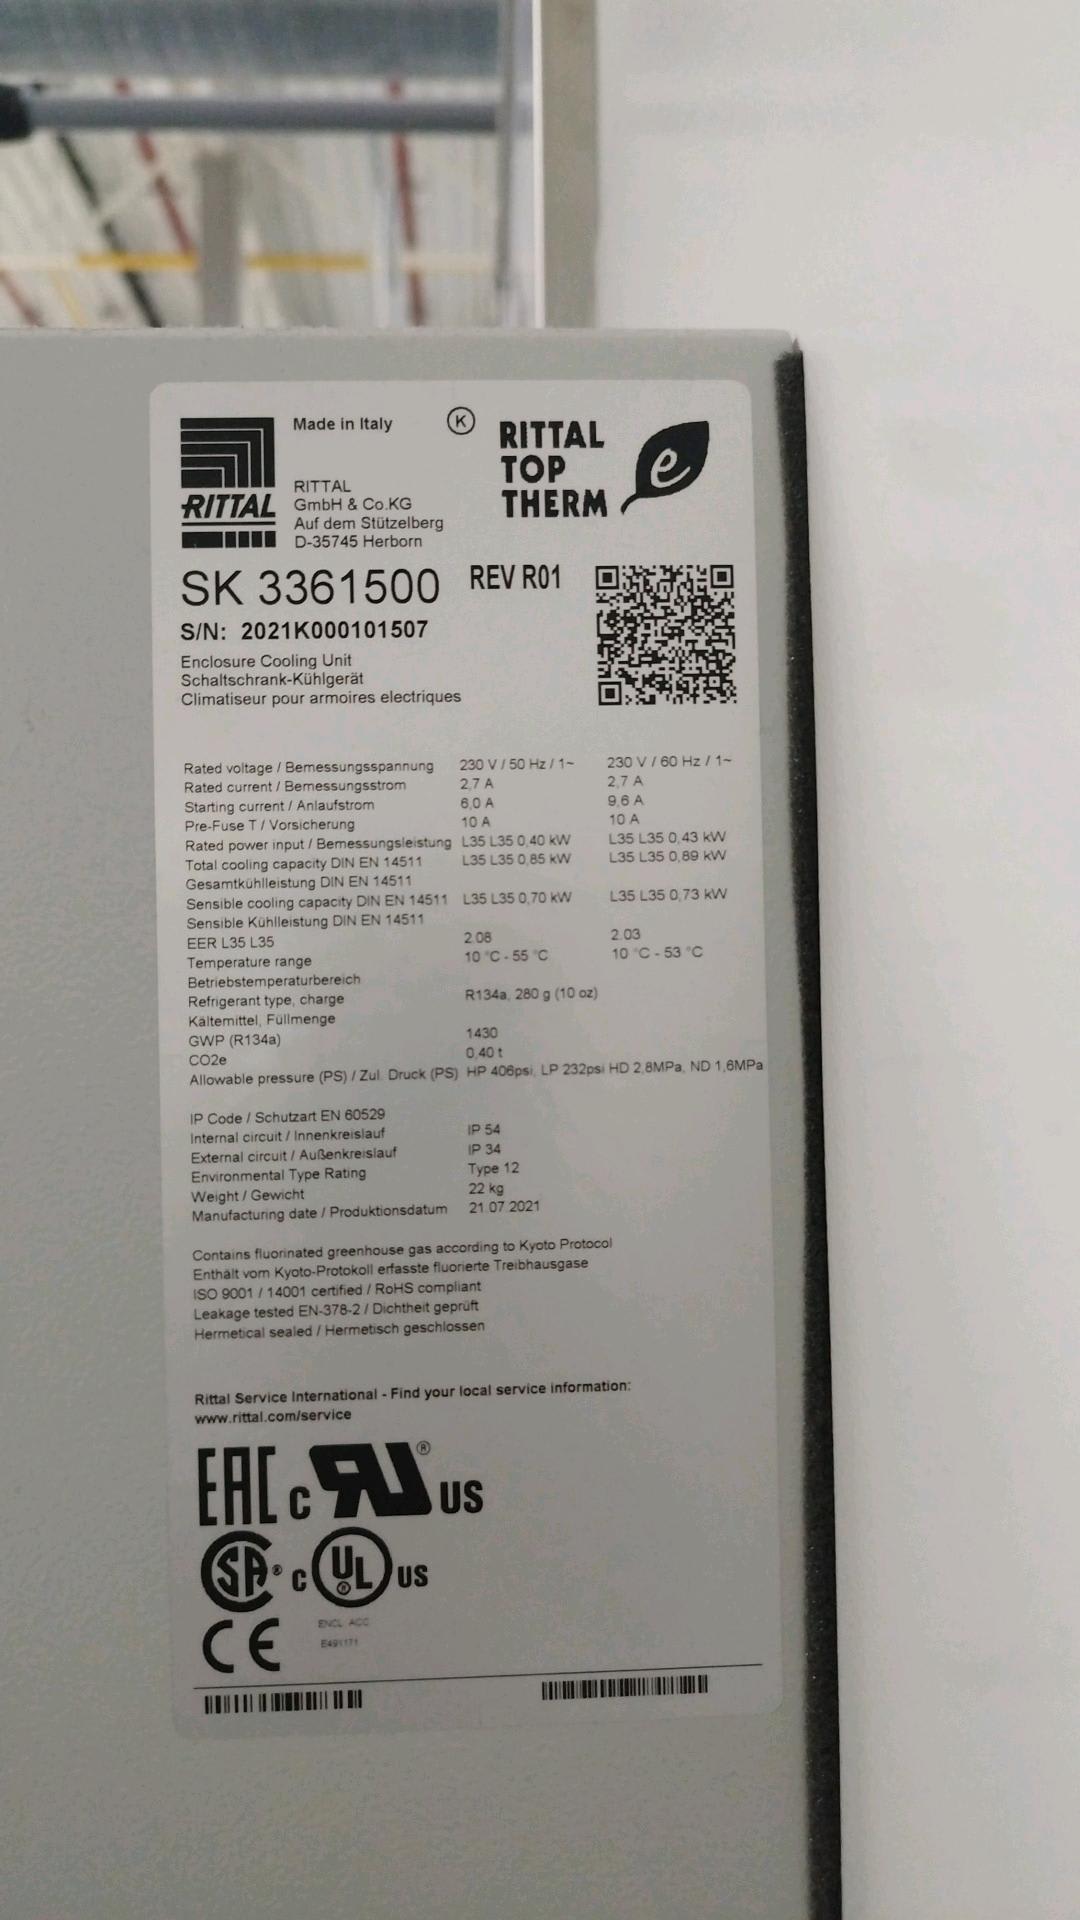 Made in Italy
K
RITTAL
RITTAL
GmbH & Co.KG
Auf dem Stützelberg
D-35745 Herborn
RITTAL
TOP
THERM
e
SK 3361500 REV R01
S/N: 2021K000101507
Enclosure Cooling Unit
Schaltschrank-Kühlgerät
Climatiseur pour armoires electriques
Rated voltage / Bemessungsspannung 230 V / 50 Hz / 1~ 230 V / 60 Hz / 1~
Rated current / Bemessungsstrom 2,7 A 2,7 A
Starting current / Anlaufstrom 6,0 A 9,6 A
Pre-Fuse T / Vorsicherung 10 A 10 A
Rated power input / Bemessungsleistung L35 L35 0,40 kW L35 L35 0,43 kW
Total cooling capacity DIN EN 14511 L35 L35 0,85 kW L35 L35 0,89 kW
Gesamtkühlleistung DIN EN 14511
Sensible cooling capacity DIN EN 14511 L35 L35 0,70 kW L35 L35 0,73 kW
Sensible Kühlleistung DIN EN 14511
EER L35 L35 2.08 2.03
Temperature range 10 °C - 55 °C 10 °C - 53 °C
Betriebstemperaturbereich
Refrigerant type, charge R134a, 280 g (10 oz)
Kältemittel, Füllmenge
GWP (R134a) 1430
CO2e 0,40 t
Allowable pressure (PS) / Zul. Druck (PS) HP 406psi, LP 232psi HD 2,8MPa, ND 1,6MPa
IP Code / Schutzart EN 60529
Internal circuit / Innenkreislauf IP 54
External circuit / Außenkreislauf IP 34
Environmental Type Rating Type 12
Weight / Gewicht 22 kg
Manufacturing date / Produktionsdatum 21.07.2021
Contains fluorinated greenhouse gas according to Kyoto Protocol
Enthält vom Kyoto-Protokoll erfasste fluorierte Treibhausgase
ISO 9001 / 14001 certified / RoHS compliant
Leakage tested EN-378-2 / Dichtheit geprüft
Hermetical sealed / Hermetisch geschlossen
Rittal Service International - Find your local service information:
www.rittal.com/service
EAC c RU ® US
SA ® c UL ® US
CE
ENCL. ACC
E491171